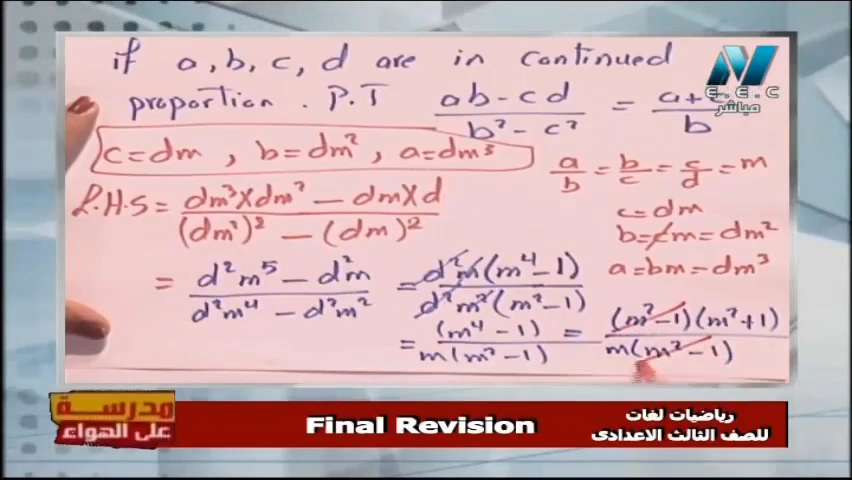 if a, b, c, d are in continued
proportion. P.T (ab - cd)/(b² - c²) = (a+c)/b
c = dm, b = dm², a = dm³
a/b = b/c = c/d = m
c = dm
b = cm = dm²
a = bm = dm³
L.H.S = (dm³ × dm² - dm × d)/((dm²)² - (dm)²)
= (d²m⁵ - d²m)/(d²m⁴ - d²m²) = d²m(m⁴ - 1)/d²m²(m² - 1)
= (m⁴ - 1)/m(m² - 1) = (m² - 1)(m² + 1)/m(m² - 1)
E.E.C
مباشر
مدرسة
على الهواء
Final Revision
رياضيات لغات
للصف الثالث الاعدادى